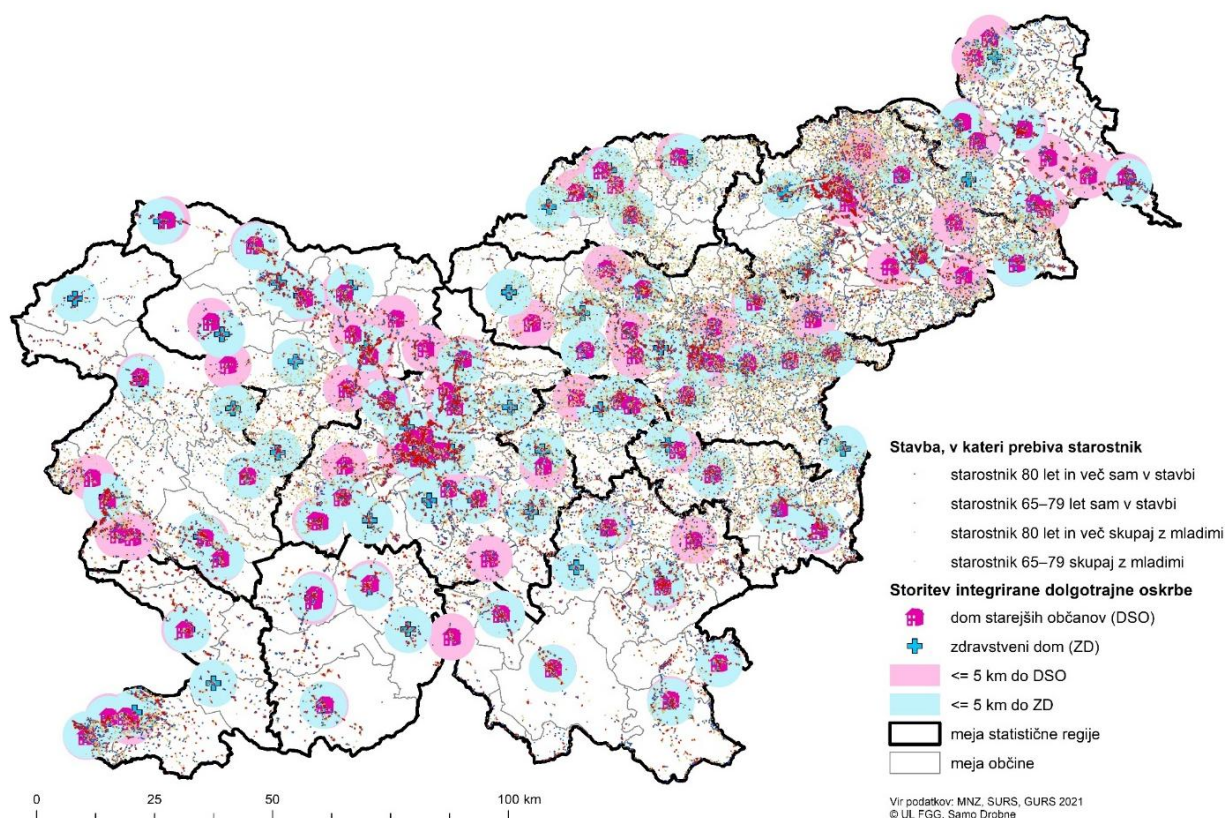 Stavba, v kateri prebiva starostnik
starostnik 80 let in več sam v stavbi
starostnik 65–79 let sam v stavbi
starostnik 80 let in več skupaj z mladimi
starostnik 65–79 skupaj z mladimi
Storitev integrirane dolgotrajne oskrbe
dom starejših občanov (DSO)
zdravstveni dom (ZD)
<= 5 km do DSO
<= 5 km do ZD
meja statistične regije
meja občine
0 25 50 100 km
Vir podatkov: MNZ, SURS, GURS 2021
© UL FGG, Samo Drobne